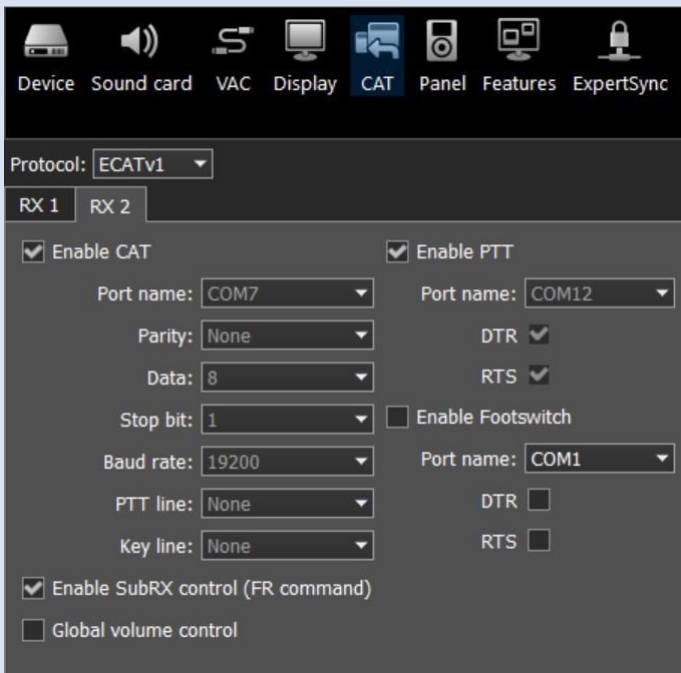 Device Sound card VAC Display CAT Panel Features ExpertSync
Protocol: ECATv1
RX 1 RX 2
Enable CAT
Port name: COM7
Parity: None
Data: 8
Stop bit: 1
Baud rate: 19200
PTT line: None
Key line: None
Enable PTT
Port name: COM12
DTR
RTS
Enable Footswitch
Port name: COM1
DTR
RTS
Enable SubRX control (FR command)
Global volume control